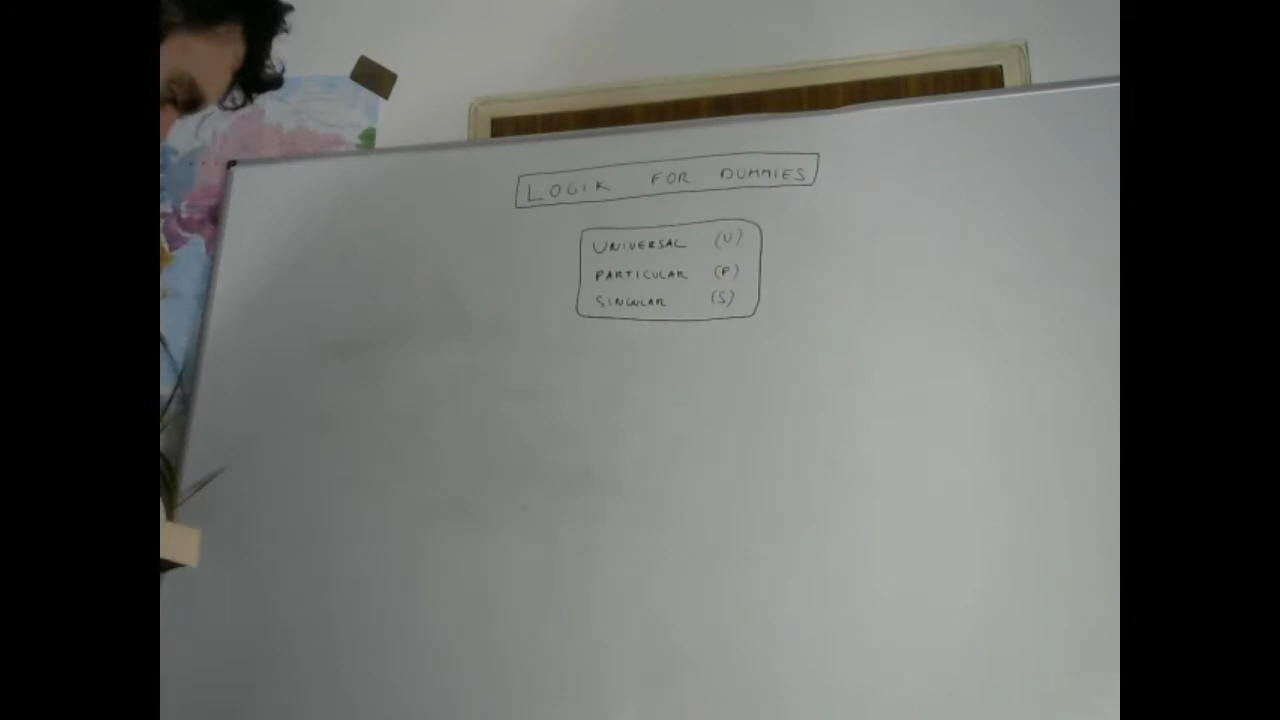 LOGIK FOR DUMMIES
UNIVERSAL (U)
PARTICULAR (P)
SINGULAR (S)